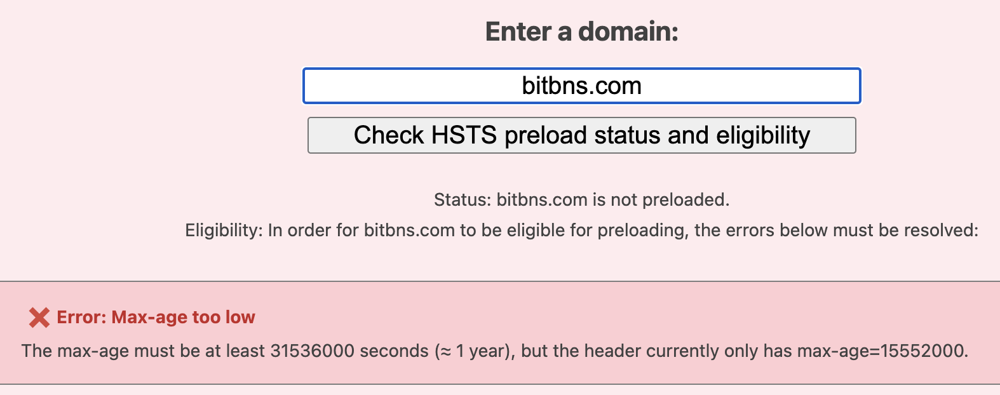 Enter a domain:
bitbns.com
Check HSTS preload status and eligibility
Status: bitbns.com is not preloaded.
Eligibility: In order for bitbns.com to be eligible for preloading, the errors below must be resolved:
Error: Max-age too low
The max-age must be at least 31536000 seconds (≈ 1 year), but the header currently only has max-age=15552000.